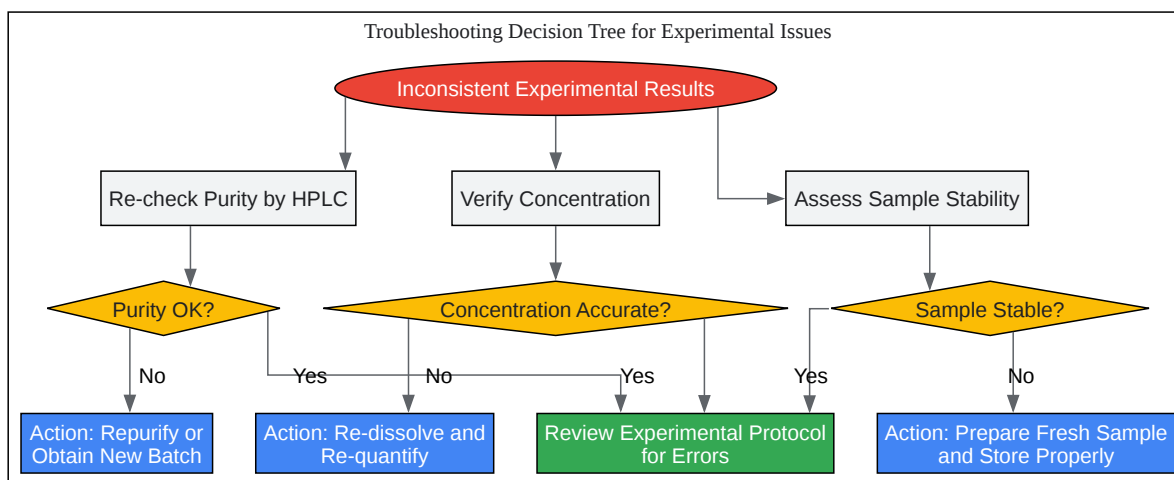 Troubleshooting Decision Tree for Experimental Issues
Inconsistent Experimental Results
Re-check Purity by HPLC
Verify Concentration
Assess Sample Stability
Purity OK?
Concentration Accurate?
Sample Stable?
No
Yes
No
Yes
Yes
No
Action: Repurify or
Obtain New Batch
Action: Re-dissolve and
Re-quantify
Review Experimental Protocol
for Errors
Action: Prepare Fresh Sample
and Store Properly